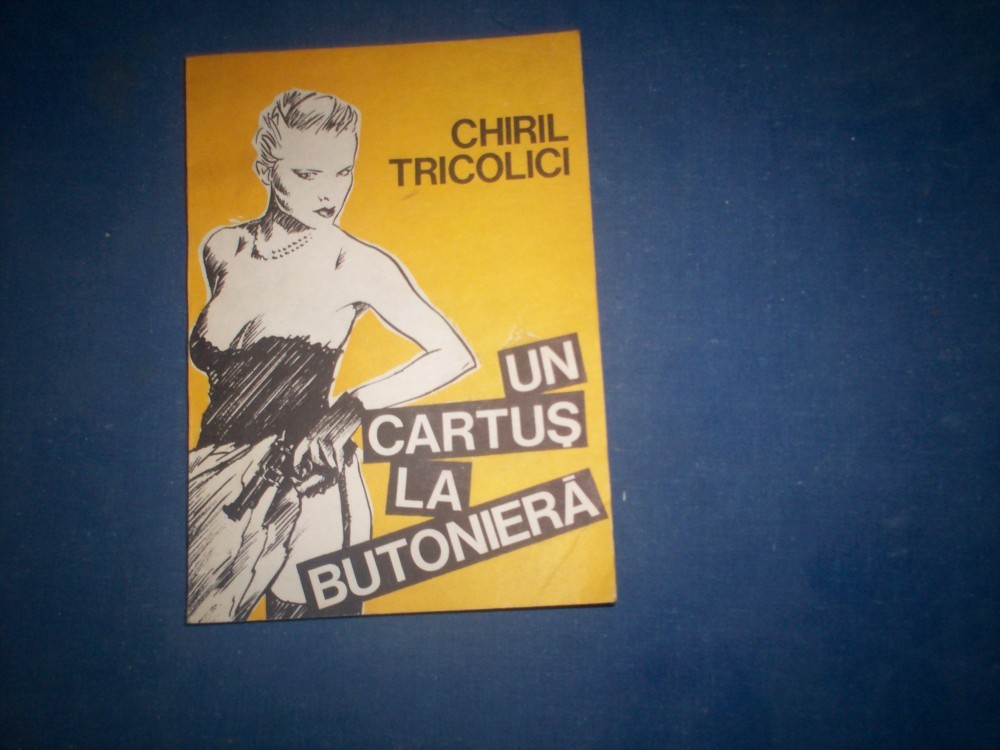 CHIRIL
TRICOLICI
UN
CARTUŞ
LA
BUTONIERĂ